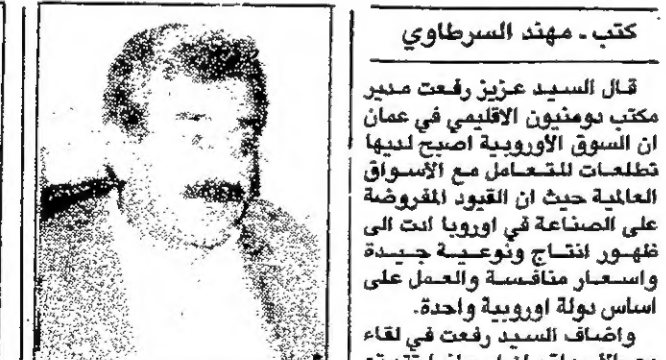 كتب ـ مهند السرطاوي
قال السيد عزيز رفعت مدير
مكتب دومنيون الاقليمي في عمان
ان السوق الأوروبية اصبح لديها
تطلعات للتعامل مع الأسواق
العالمية حيث ان القيود المفروضة
على الصناعة في اوروبا ادت الى
ظهور انتاج ونوعية جيدة
واسعار منافسة والعمل على
اساس دولة اوروبية واحدة.
واضاف السيد رفعت في لقاء